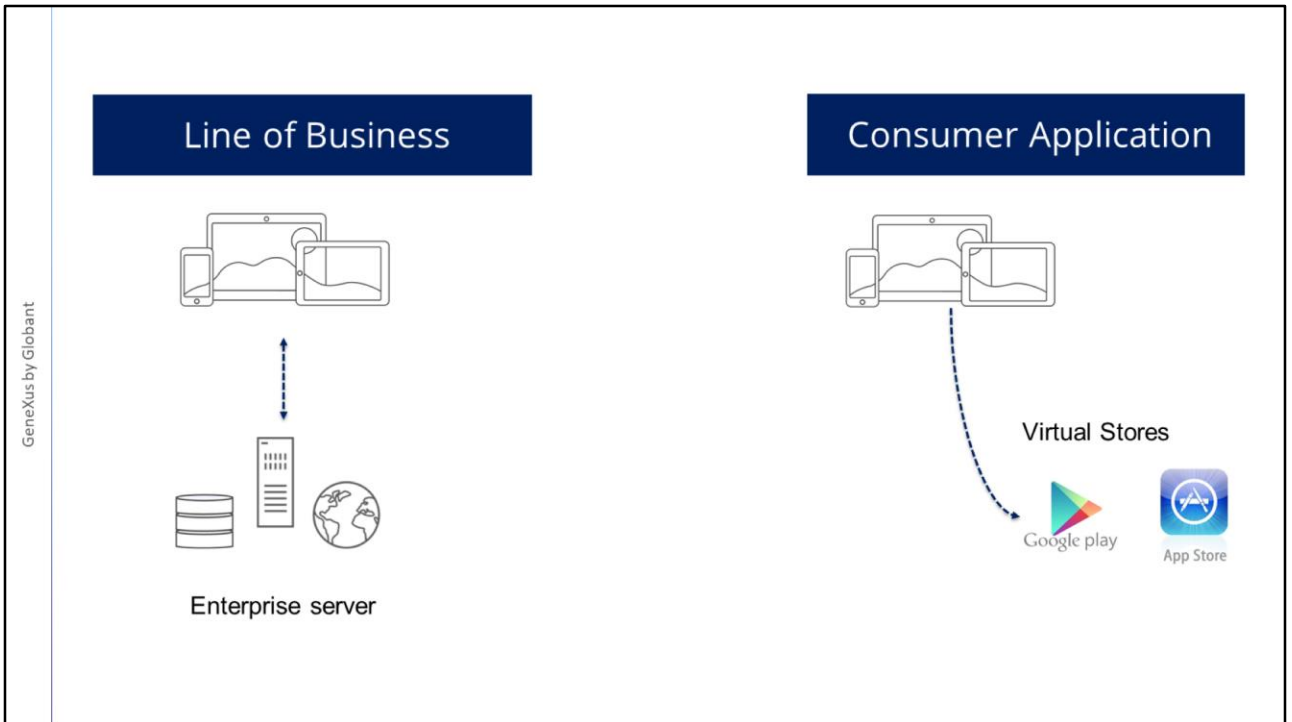 GeneXus by Globant
Line of Business
Consumer Application
Enterprise server
Virtual Stores
Google play
App Store